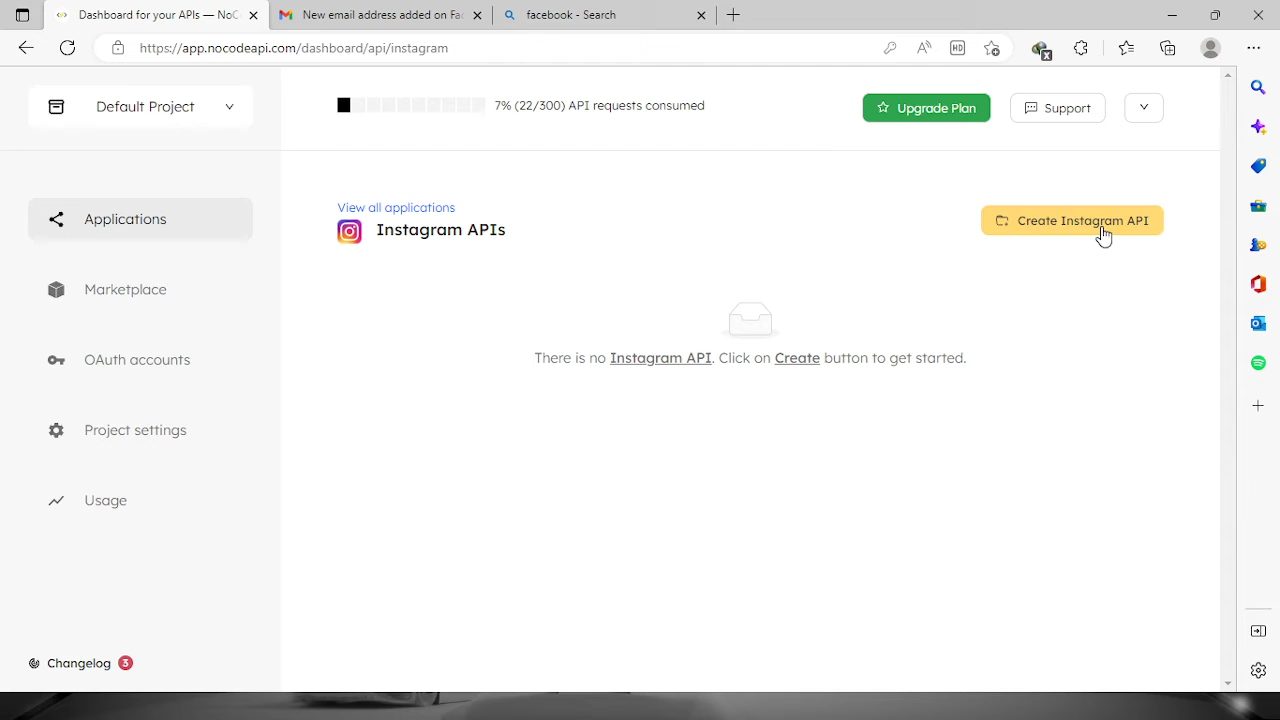 Dashboard for your APIs — NoC
New email address added on Fac
facebook - Search
https://app.nocodeapi.com/dashboard/api/instagram
HD
X
Default Project
7% (22/300) API requests consumed
Upgrade Plan
Support
Applications
View all applications
Instagram APIs
Create Instagram API
Marketplace
There is no Instagram API. Click on Create button to get started.
OAuth accounts
Project settings
Usage
Changelog 3